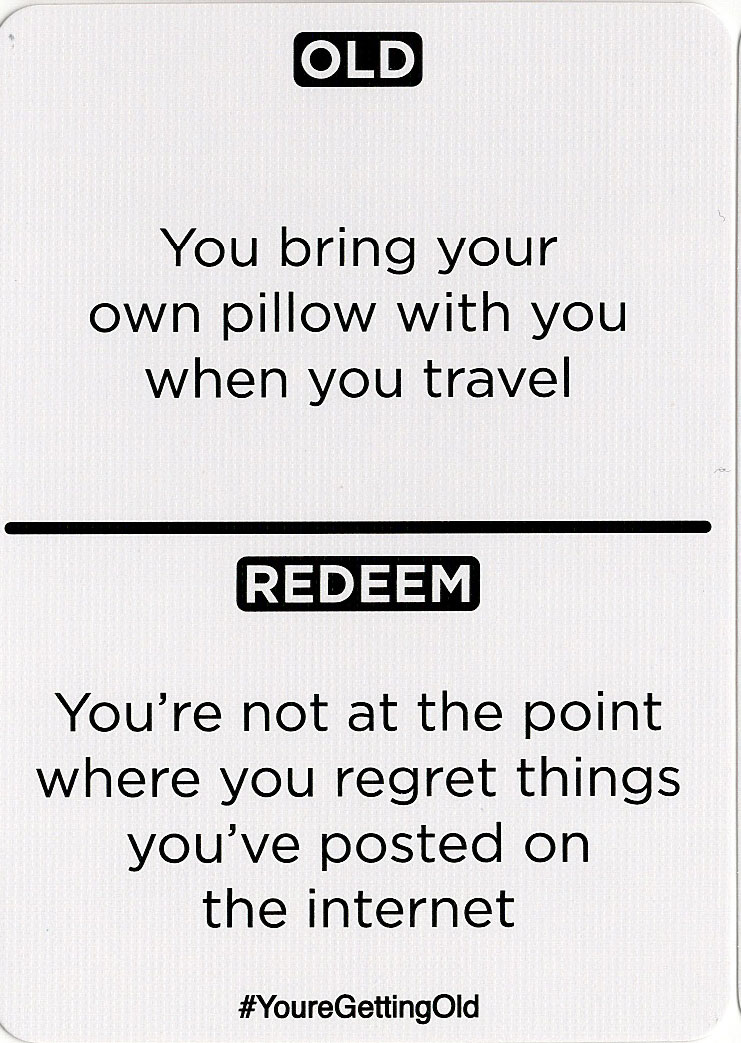 OLD
You bring your
own pillow with you
when you travel
REDEEM
You're not at the point
where you regret things
you've posted on
the internet
#YoureGettingOld